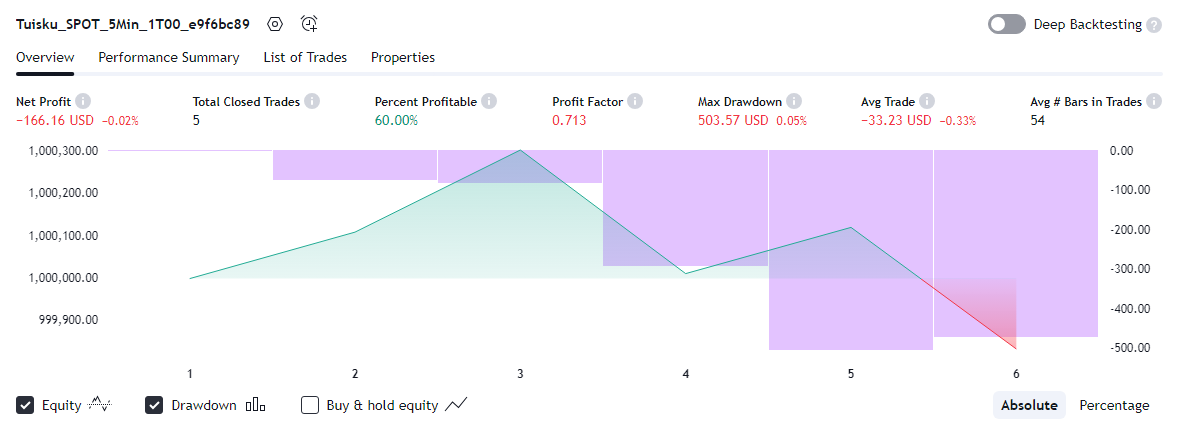 Tuisku_SPOT_5Min_1T00_e9f6bc89
Deep Backtesting ?
Overview Performance Summary List of Trades Properties
Net Profit Total Closed Trades Percent Profitable Profit Factor Max Drawdown Avg Trade Avg # Bars in Trades
−166.16 USD −0.02% 5 60.00% 0.713 503.57 USD 0.05% −33.23 USD −0.33% 54
1,000,300.00 0.00
1,000,200.00 -100.00
1,000,100.00 -200.00
1,000,000.00 -300.00
999,900.00 -400.00
-500.00
1 2 3 4 5 6
Equity Drawdown Buy & hold equity Absolute Percentage